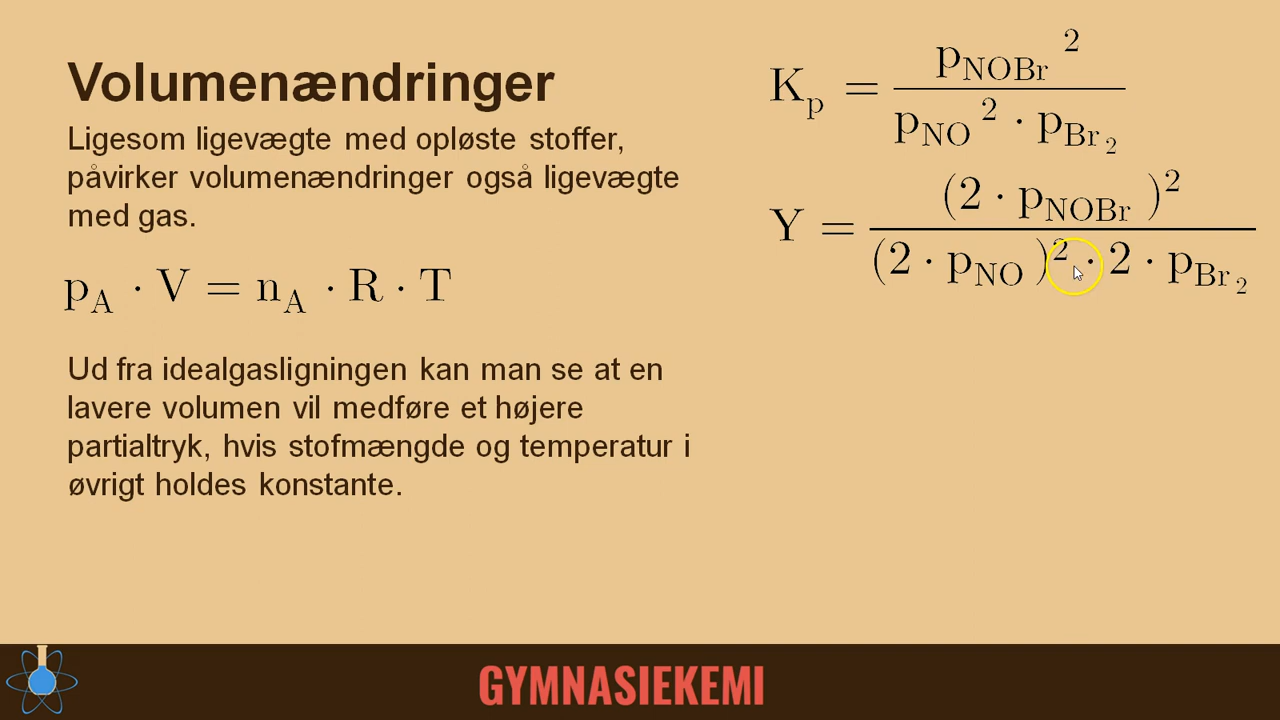 Volumenændringer
Ligesom ligevægte med opløste stoffer,
påvirker volumenændringer også ligevægte
med gas.
p_A · V = n_A · R · T
Ud fra idealgasligningen kan man se at en
lavere volumen vil medføre et højere
partialtryk, hvis stofmængde og temperatur i
øvrigt holdes konstante.
K_p = p_NOBr^2 / (p_NO^2 · p_Br_2)
Y = (2 · p_NOBr)^2 / ((2 · p_NO)^2 · 2 · p_Br_2)
GYMNASIEKEMI